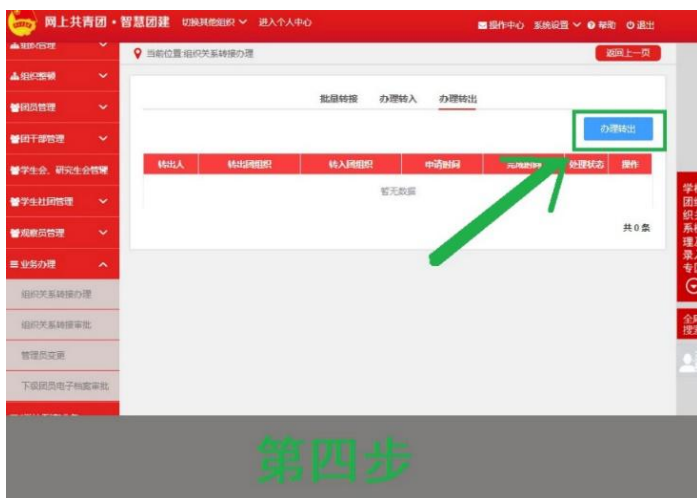 网上共青团·智慧团建 切换其他组织 进入个人中心 操作中心 系统设置 帮助 退出
组织管理
当前位置:组织关系转接办理 返回上一页
组织整顿
批量转接 办理转入 办理转出
团员管理
办理转出
团干部管理
转出人 转出团组织 转入团组织 申请时间 完成时间 处理状态 操作
学生会、研究生会管理
暂无数据
学生社团管理
共 0 条
观察员管理
业务办理
组织关系转接办理
组织关系转接审批
管理员变更
下级团员电子档案审批
第四步